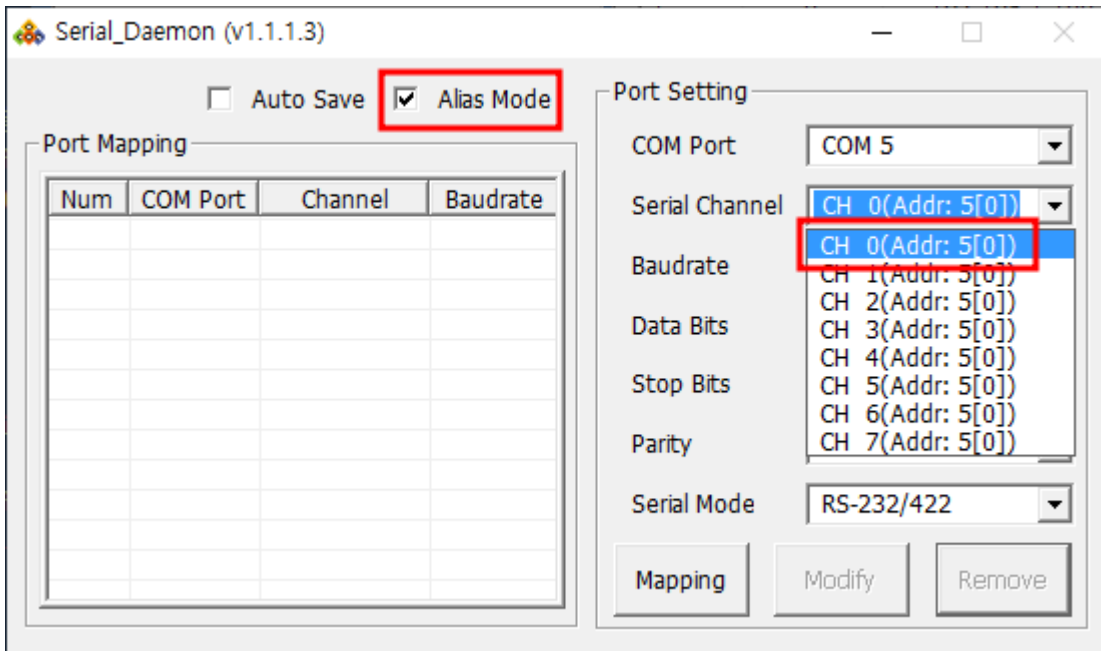 Serial_Daemon (v1.1.1.3)
Auto Save
Alias Mode
Port Mapping
Num COM Port Channel Baudrate
Port Setting
COM Port COM 5
Serial Channel CH 0(Addr: 5[0])
CH 0(Addr: 5[0])
Baudrate
CH 1(Addr: 5[0])
CH 2(Addr: 5[0])
Data Bits
CH 3(Addr: 5[0])
CH 4(Addr: 5[0])
Stop Bits
CH 5(Addr: 5[0])
CH 6(Addr: 5[0])
Parity
CH 7(Addr: 5[0])
Serial Mode RS-232/422
Mapping Modify Remove